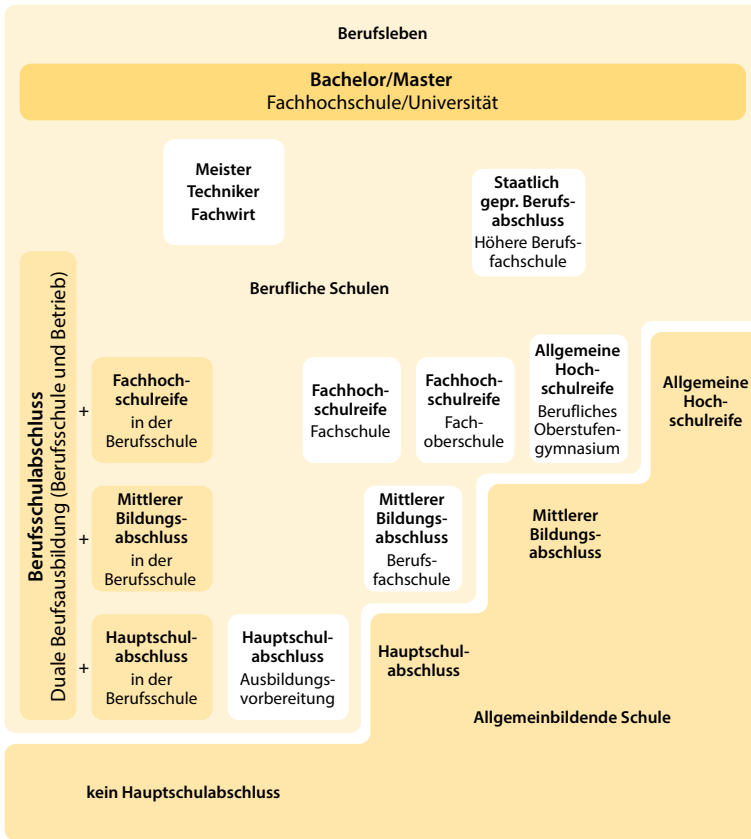 Berufsleben
Bachelor/Master
Fachhochschule/Universität
Meister
Techniker
Fachwirt
Staatlich
gepr. Berufs-
abschluss
Höhere Berufs-
fachschule
Berufliche Schulen
Berufsschulabschluss
Duale Beufsausbildung (Berufsschule und Betrieb)
+
Fachhoch-
schulreife
in der
Berufsschule
Fachhoch-
schulreife
Fachschule
Fachhoch-
schulreife
Fach-
oberschule
Allgemeine
Hoch-
schulreife
Berufliches
Oberstufen-
gymnasium
Allgemeine
Hoch-
schulreife
+
Mittlerer
Bildungs-
abschluss
in der
Berufsschule
Mittlerer
Bildungs-
abschluss
Berufs-
fachschule
Mittlerer
Bildungs-
abschluss
+
Hauptschul-
abschluss
in der
Berufsschule
Hauptschul-
abschluss
Ausbildungs-
vorbereitung
Hauptschul-
abschluss
Allgemeinbildende Schule
kein Hauptschulabschluss